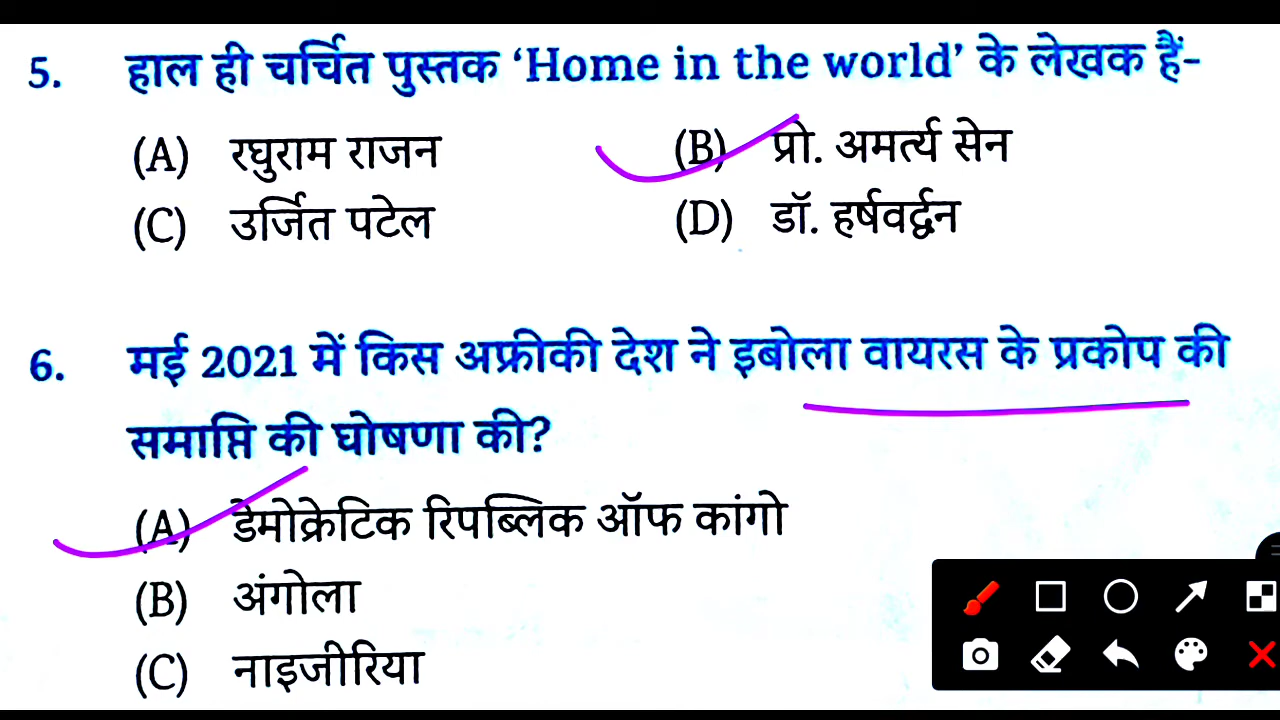 5. हाल ही चर्चित पुस्तक ‘Home in the world’ के लेखक हैं-
(A) रघुराम राजन (B) प्रो. अमर्त्य सेन
(C) उर्जित पटेल (D) डॉ. हर्षवर्द्धन
6. मई 2021 में किस अफ्रीकी देश ने इबोला वायरस के प्रकोप की
समाप्ति की घोषणा की?
(A) डेमोक्रेटिक रिपब्लिक ऑफ कांगो
(B) अंगोला
(C) नाइजीरिया